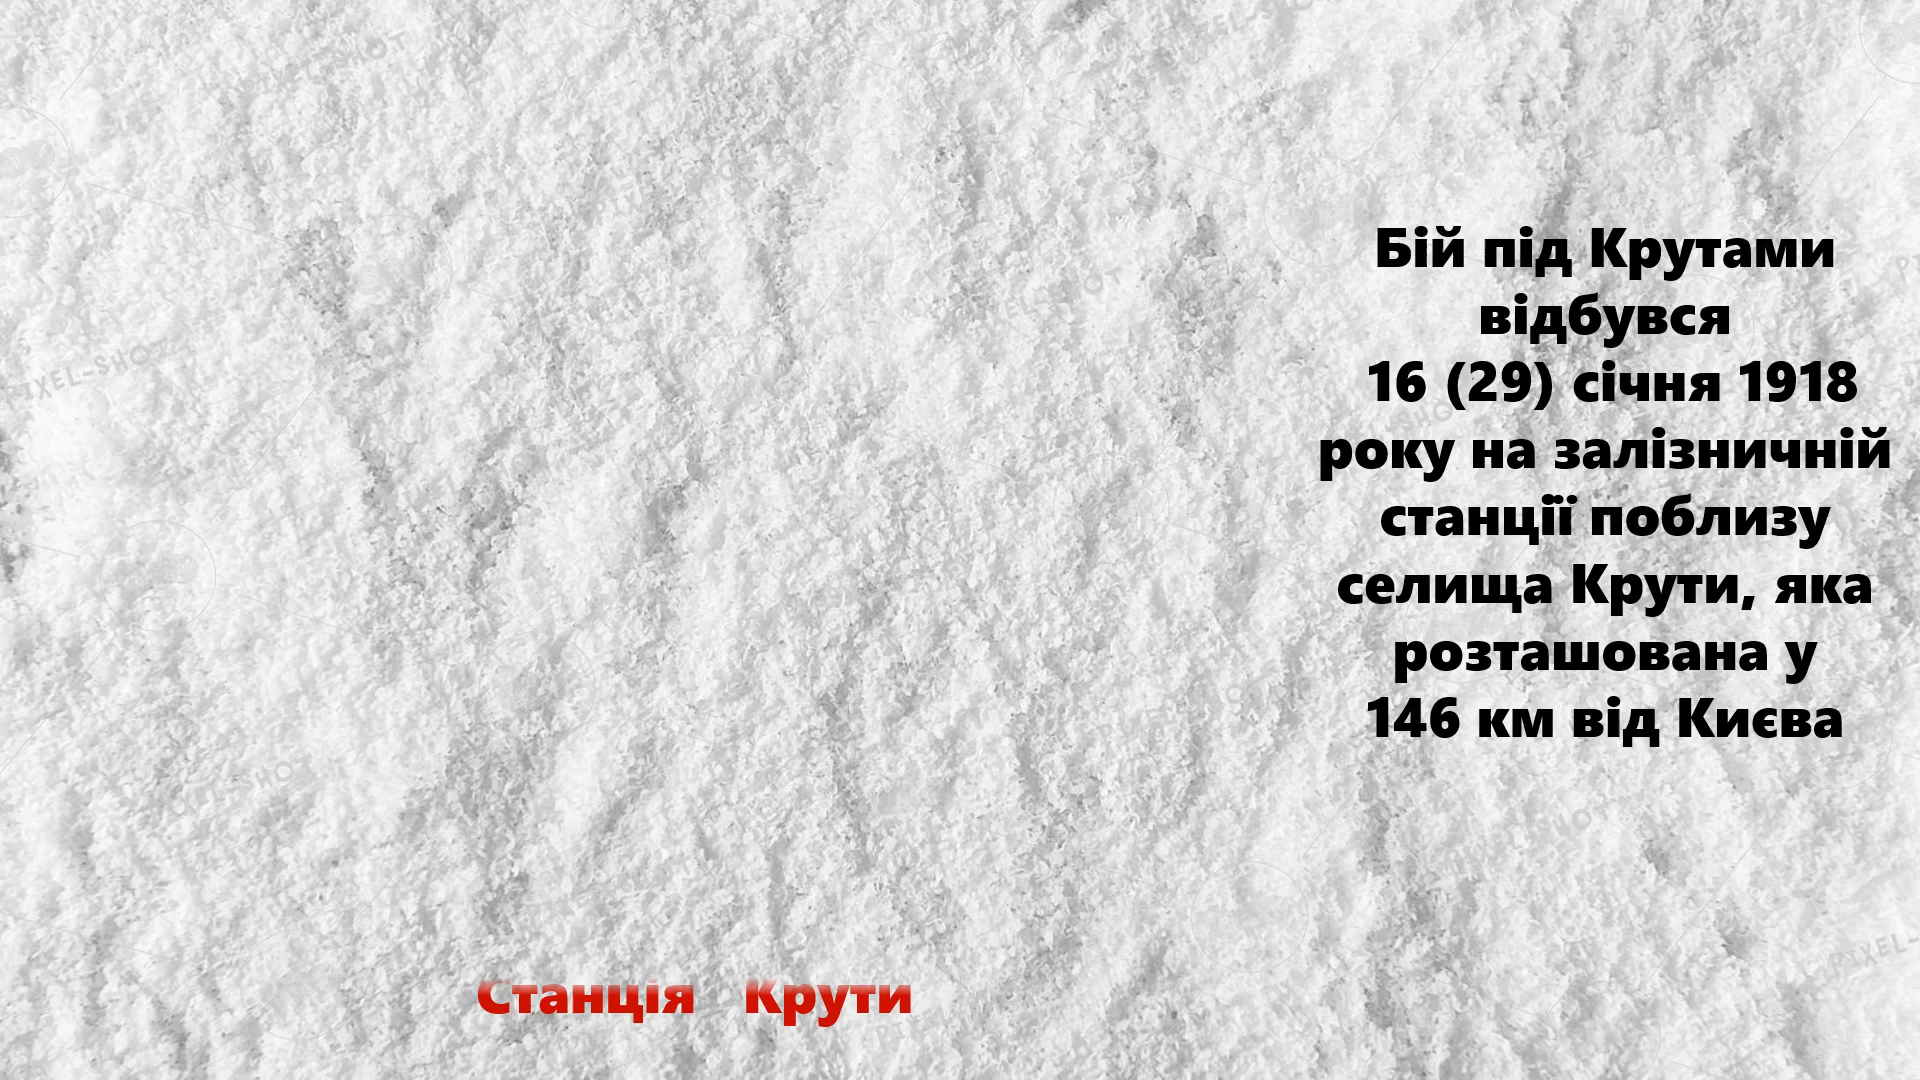 Бій під Крутами
відбувся
16 (29) січня 1918
року на залізничній
станції поблизу
селища Крути, яка
розташована у
146 км від Києва
Станція Крути